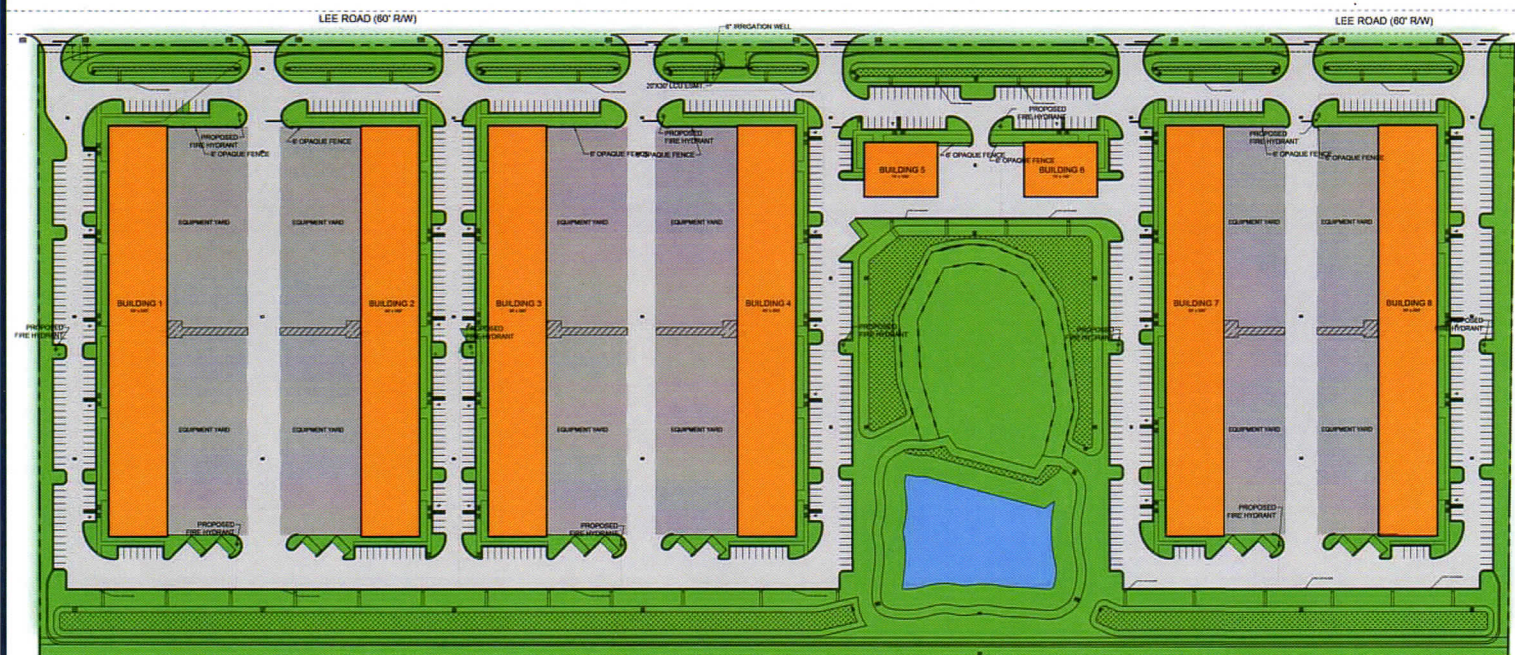 LEE ROAD (60' R/W)
LEE ROAD (60' R/W)
6" IRRIGATION WELL
20'X30' LCU ESMT.
PROPOSED
FIRE HYDRANT
6' OPAQUE FENCE
6' OPAQUE FENCE
6' OPAQUE FENCE
PROPOSED
FIRE HYDRANT
OPAQUE FENCE
6' OPAQUE FENCE
PROPOSED
FIRE HYDRANT
6' OPAQUE FENCE
PROPOSED
FIRE HYDRANT
6' OPAQUE FENCE
6' OPAQUE FENCE
BUILDING 5
BUILDING 6
EQUIPMENT YARD
EQUIPMENT YARD
EQUIPMENT YARD
EQUIPMENT YARD
EQUIPMENT YARD
EQUIPMENT YARD
BUILDING 1
BUILDING 2
BUILDING 3
BUILDING 4
BUILDING 7
BUILDING 8
PROPOSED
FIRE HYDRANT
PROPOSED
FIRE HYDRANT
PROPOSED
FIRE HYDRANT
PROPOSED
FIRE HYDRANT
PROPOSED
FIRE HYDRANT
EQUIPMENT YARD
EQUIPMENT YARD
EQUIPMENT YARD
EQUIPMENT YARD
EQUIPMENT YARD
EQUIPMENT YARD
PROPOSED
FIRE HYDRANT
PROPOSED
FIRE HYDRANT
PROPOSED
FIRE HYDRANT